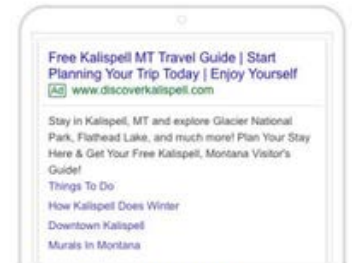 Free Kalispell MT Travel Guide | Start
Planning Your Trip Today | Enjoy Yourself
Ad www.discoverkalispell.com
Stay in Kalispell, MT and explore Glacier National
Park, Flathead Lake, and much more! Plan Your Stay
Here & Get Your Free Kalispell, Montana Visitor's
Guide!
Things To Do
How Kalispell Does Winter
Downtown Kalispell
Murals In Montana